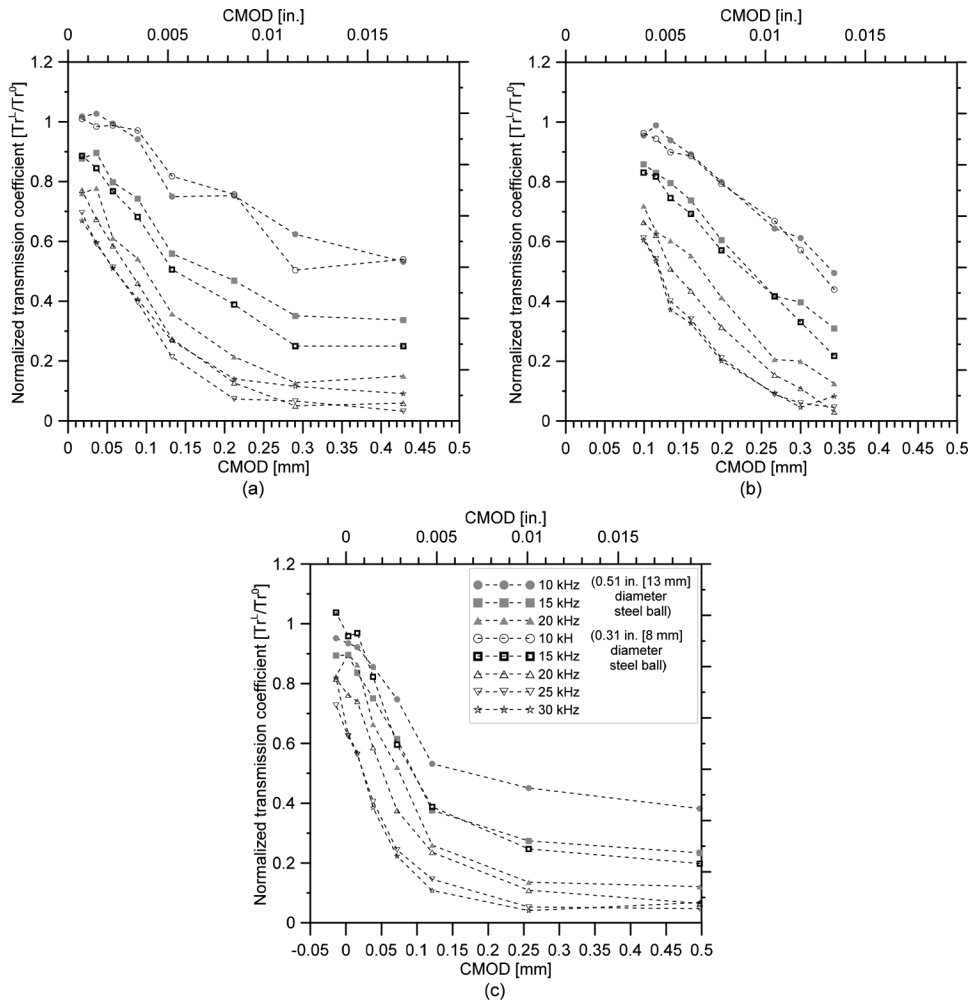 CMOD [in.]
0 0.005 0.01 0.015
Normalized transmission coefficient [Tr^L/Tr^0]
1.2
1
0.8
0.6
0.4
0.2
0
0 0.05 0.1 0.15 0.2 0.25 0.3 0.35 0.4 0.45 0.5
CMOD [mm]
(a)
CMOD [in.]
0 0.005 0.01 0.015
Normalized transmission coefficient [Tr^L/Tr^0]
1.2
1
0.8
0.6
0.4
0.2
0
0 0.05 0.1 0.15 0.2 0.25 0.3 0.35 0.4 0.45 0.5
CMOD [mm]
(b)
CMOD [in.]
0 0.005 0.01 0.015
Normalized transmission coefficient [Tr^L/Tr^0]
1.2
1
0.8
0.6
0.4
0.2
0
10 kHz (0.51 in. [13 mm]
15 kHz diameter
20 kHz steel ball)
10 kH (0.31 in. [8 mm]
15 kHz diameter
20 kHz steel ball)
25 kHz
30 kHz
-0.05 0 0.05 0.1 0.15 0.2 0.25 0.3 0.35 0.4 0.45 0.5
CMOD [mm]
(c)